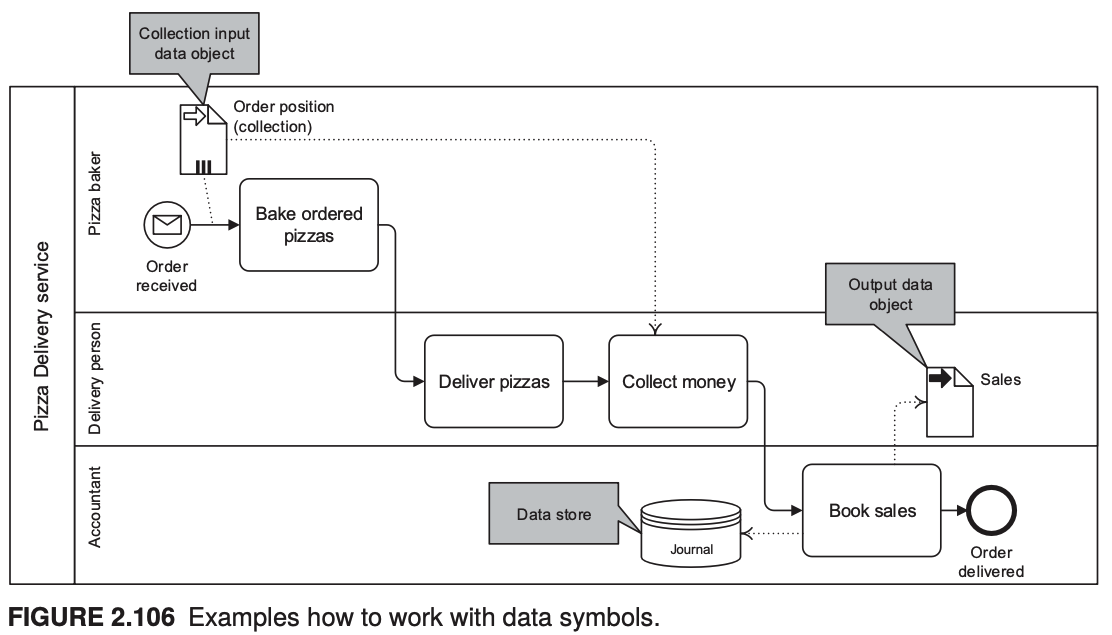 Collection input
data object
Order position
(collection)
Pizza Delivery service
Pizza baker
Bake ordered
pizzas
Order
received
Output data
object
Delivery person
Deliver pizzas
Collect money
Sales
Accountant
Data store
Journal
Book sales
Order
delivered
FIGURE 2.106 Examples how to work with data symbols.